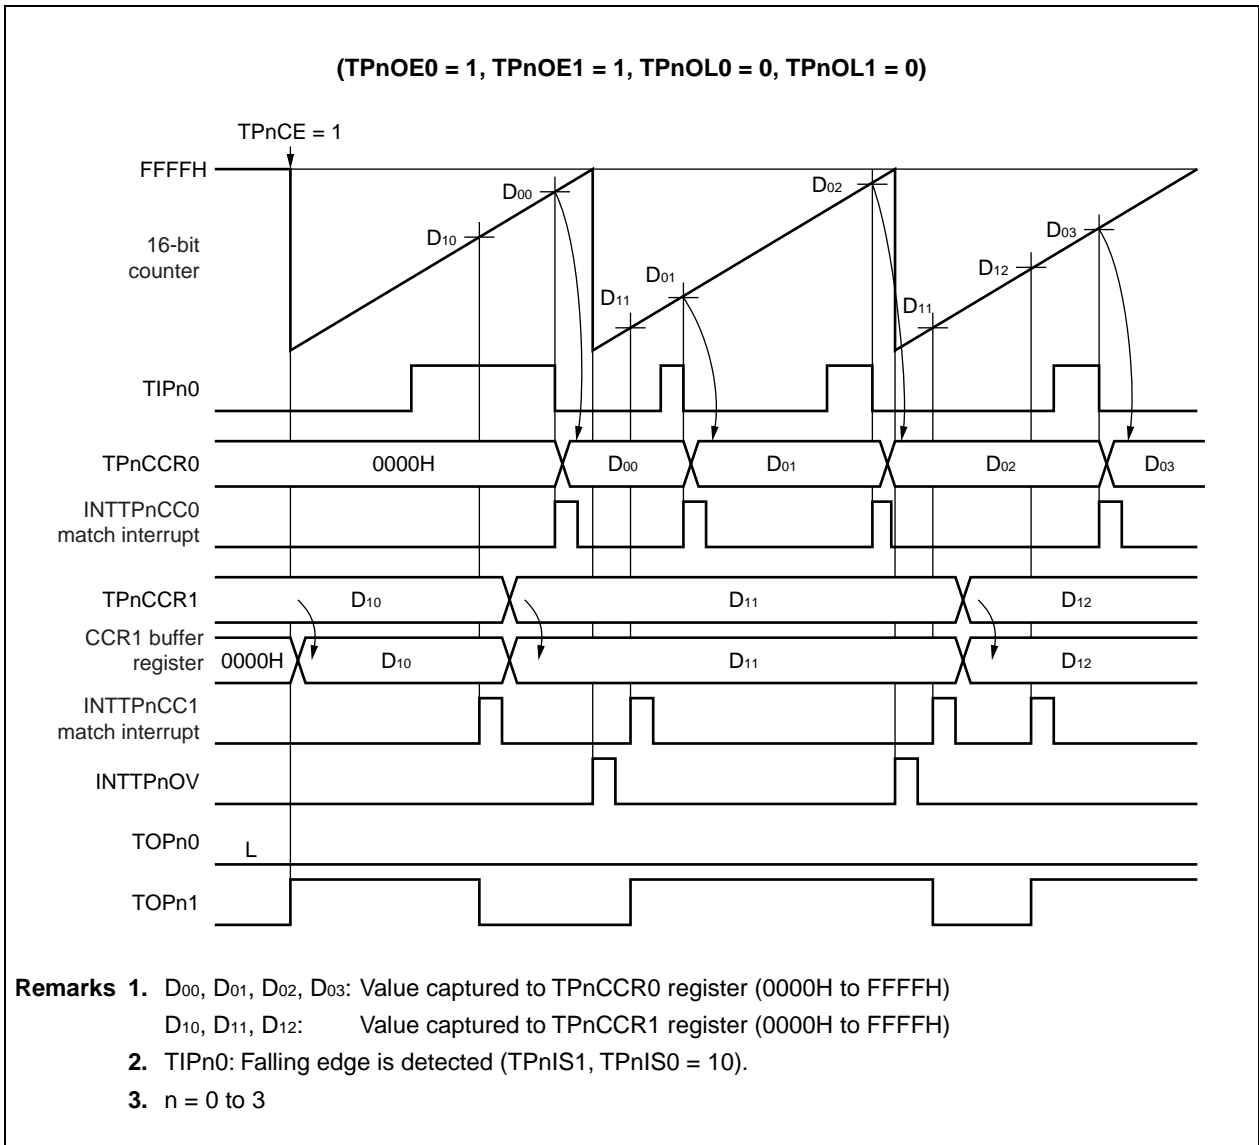 (TPnOE0 = 1, TPnOE1 = 1, TPnOL0 = 0, TPnOL1 = 0)
TPnCE = 1
FFFFH
16-bit
counter
D10
D00
D11
D01
D02
D11
D12
D03
TIPn0
TPnCCR0
0000H
D00
D01
D02
D03
INTTPnCC0
match interrupt
TPnCCR1
D10
D11
D12
CCR1 buffer
register
0000H
D10
D11
D12
INTTPnCC1
match interrupt
INTTPnOV
TOPn0
L
TOPn1
Remarks 1. D00, D01, D02, D03: Value captured to TPnCCR0 register (0000H to FFFFH)
D10, D11, D12: Value captured to TPnCCR1 register (0000H to FFFFH)
2. TIPn0: Falling edge is detected (TPnIS1, TPnIS0 = 10).
3. n = 0 to 3